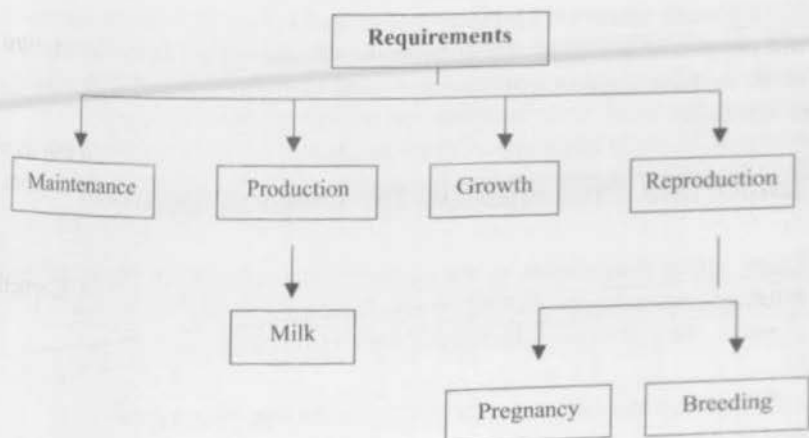 Requirements
Maintenance
Production
Growth
Reproduction
Milk
Pregnancy
Breeding